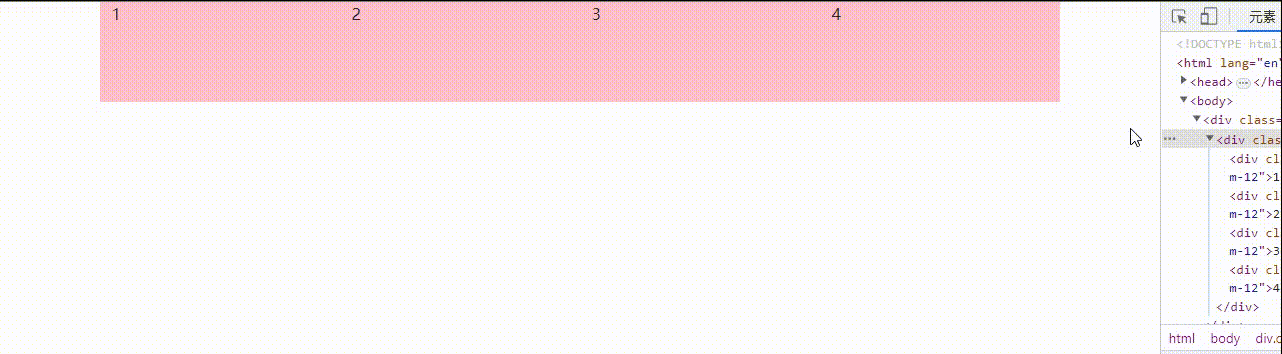 1 2 3 4
元素
<!DOCTYPE html>
<html lang="en"
<head> ··· </he
<body>
<div class=
··· <div clas
<div cl
m-12">1
<div cl
m-12">2
<div cl
m-12">3
<div cl
m-12">4
</div>
html body div.c